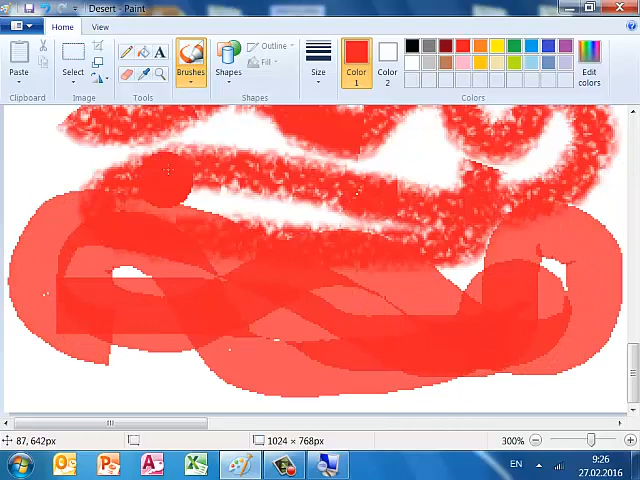 Desert - Paint
Home
View
Paste
Select
Brushes
Shapes
Outline
Fill
Size
Color 1
Color 2
Edit colors
Clipboard
Image
Tools
Shapes
Colors
87, 642px
1024 × 768px
300%
EN
9:26
27.02.2016